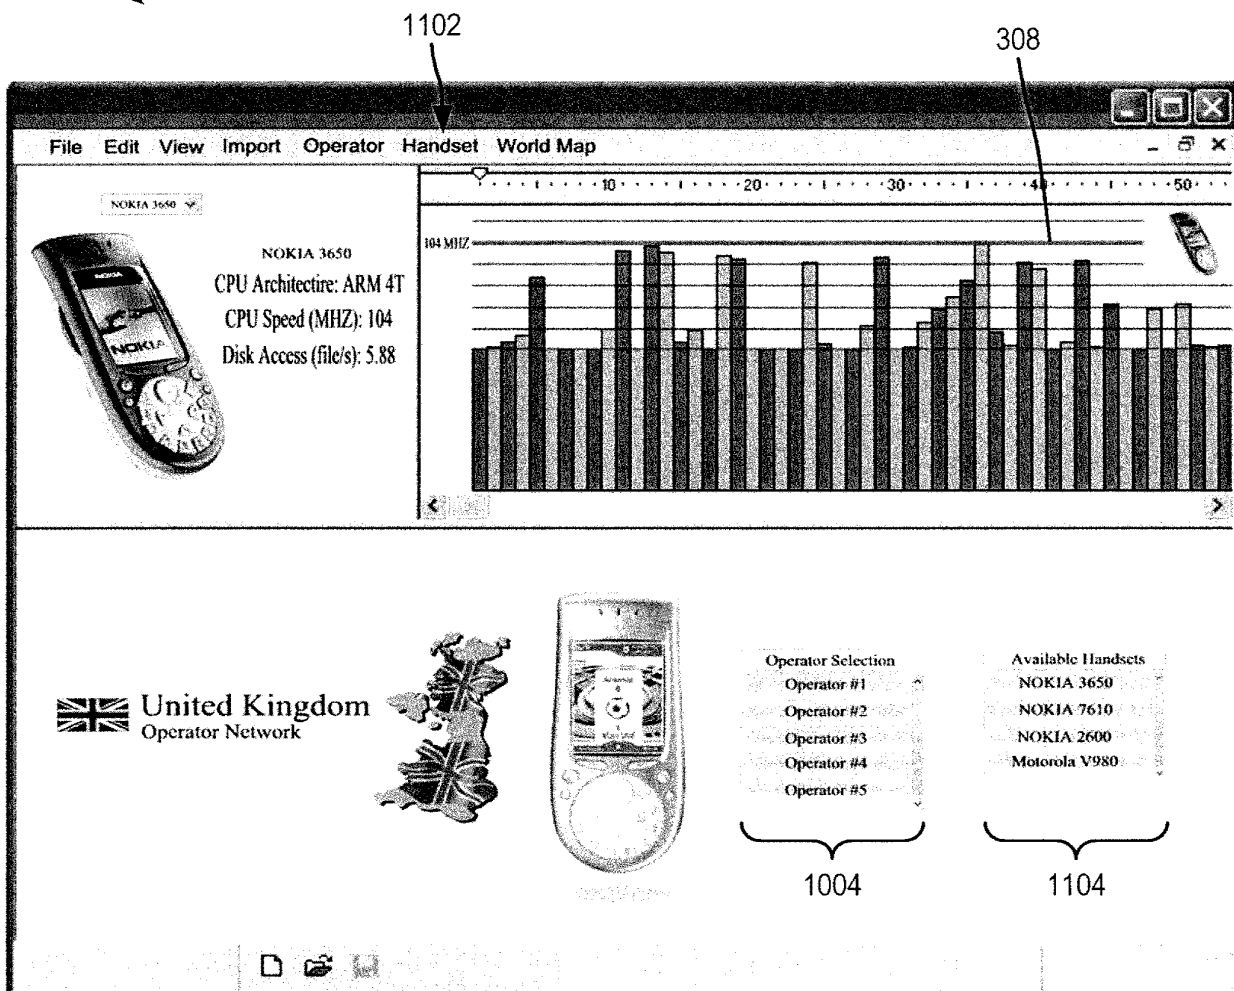 1102
308
File Edit View Import Operator Handset World Map
10 20 30 40 50
NOKIA 3650
104 MHZ
NOKIA 3650
CPU Architectire: ARM 4T
CPU Speed (MHZ): 104
Disk Access (file/s): 5.88
NOKIA
United Kingdom
Operator Network
Operator Selection
Operator #1
Operator #2
Operator #3
Operator #4
Operator #5
Available Handsets
NOKIA 3650
NOKIA 7610
NOKIA 2600
Motorola V980
1004
1104